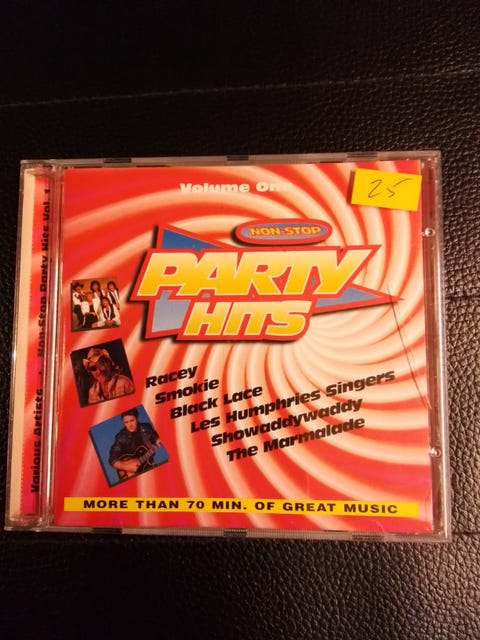 Volume One
25
NON-STOP
PARTY
HITS
Racey
Smokie
Black Lace
Les Humphries Singers
Showaddywaddy
The Marmalade
MORE THAN 70 MIN. OF GREAT MUSIC
Various Artists / Non-Stop Party Hits Vol. 1